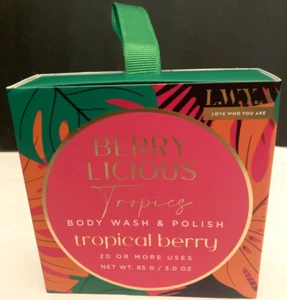 L.W.Y.A
LOVE WHO YOU ARE
BERRY
LICIOUS
Tropics
BODY WASH & POLISH
tropical berry
20 OR MORE USES
NET. WT. 85 G / 3.0 OZ